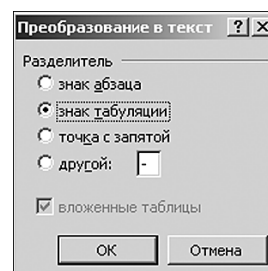 Преобразование в текст
Разделитель
знак абзаца
знак табуляции
точка с запятой
другой: -
вложенные таблицы
ОК Отмена